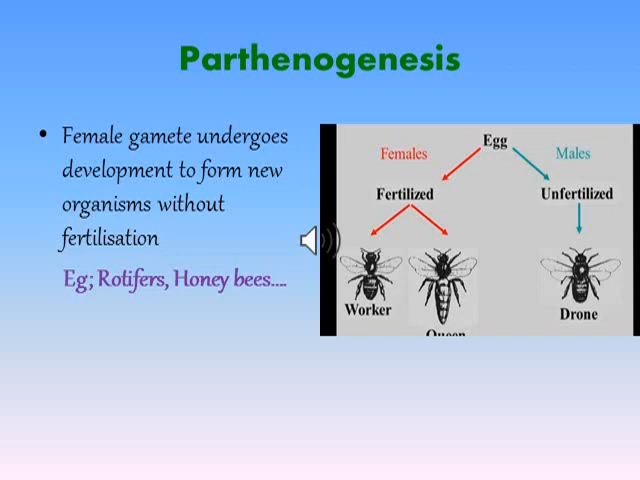 Parthenogenesis
• Female gamete undergoes
development to form new
organisms without
fertilisation
Eg; Rotifers, Honey bees....
Egg
Females
Males
Fertilized
Unfertilized
Worker
Queen
Drone